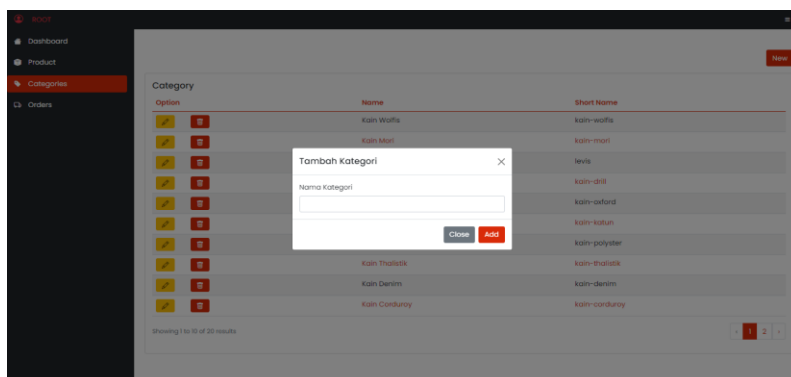 ROOT
Dashboard
Product
New
Categories
Category
Orders
Option Name Short Name
Kain Wolfis kain-wolfis
Kain Mori kain-mori
Tambah Kategori
levis
kain-drill
Nama Kategori
kain-oxford
kain-katun
Close Add
kain-polyster
Kain Thalistik kain-thalistik
Kain Denim kain-denim
Kain Corduroy kain-corduroy
Showing 1 to 10 of 20 results
‹ 1 2 ›